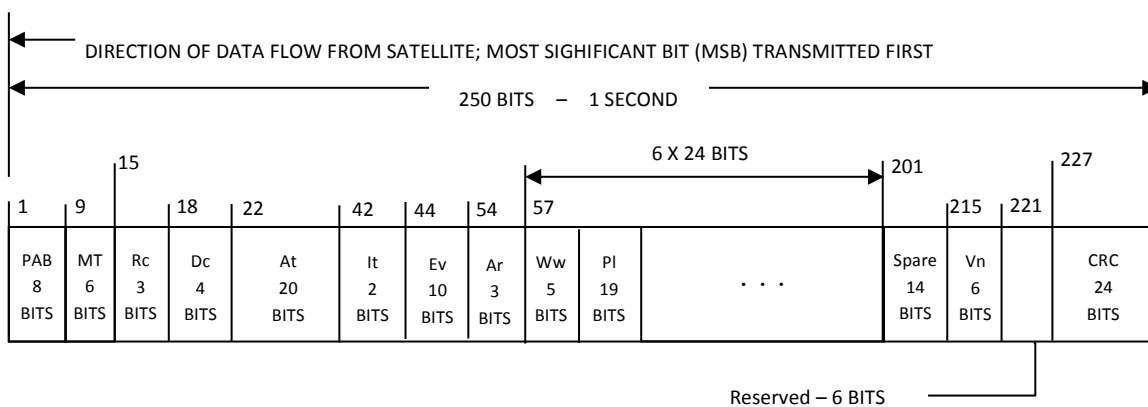 DIRECTION OF DATA FLOW FROM SATELLITE; MOST SIGHIFICANT BIT (MSB) TRANSMITTED FIRST
250 BITS – 1 SECOND
6 X 24 BITS
15 201 227
1 9 18 22 42 44 54 57 215 221
PAB MT Rc Dc At It Ev Ar Ww Pl Spare Vn CRC
8 6 3 4 20 2 10 3 5 19 . . . 14 6 24
BITS BITS BITS BITS BITS BITS BITS BITS BITS BITS BITS BITS BITS
Reserved – 6 BITS